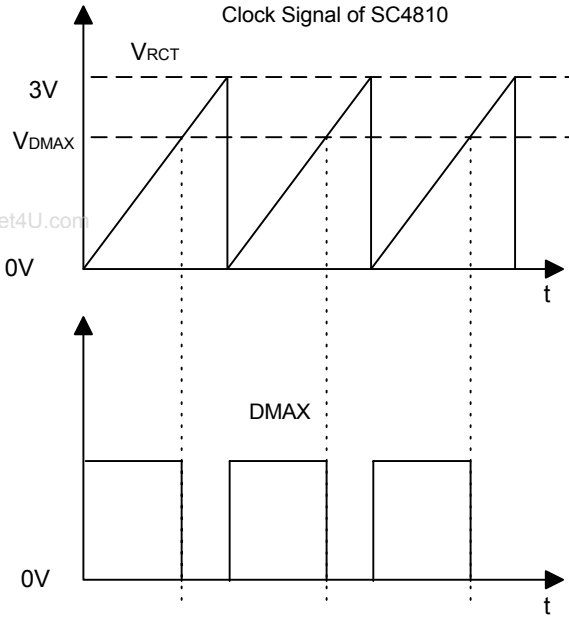 Clock Signal of SC4810
VRCT
3V
VDMAX
et4U.com
0V
t
DMAX
0V
t